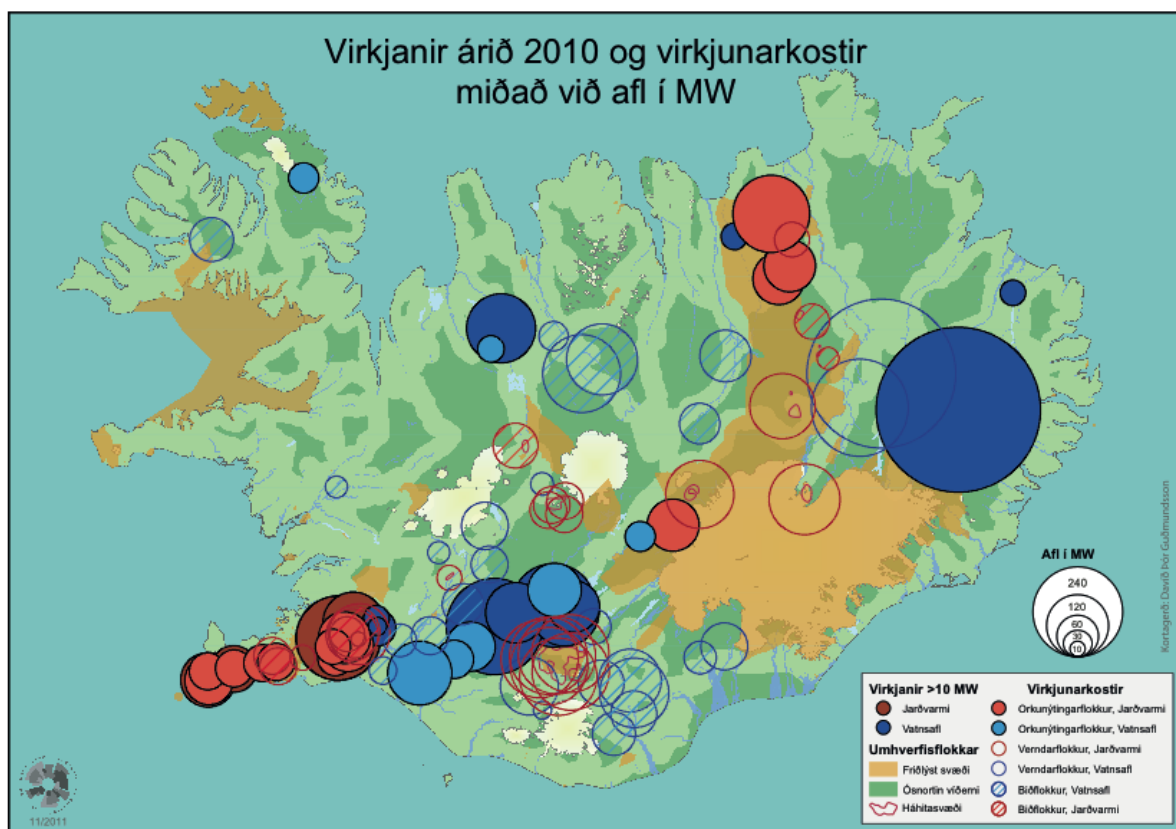 Virkjanir árið 2010 og virkjunarkostir
miðað við afl í MW
Afl í MW
240
120
60
30
10
Kortagerð: Davíð Þór Guðmundsson
Virkjanir >10 MW
Jarðvarmi
Vatnsafl
Umhverfisflokkar
Friðlýst svæði
Ósnortin víðerni
Háhitasvæði
Virkjunarkostir
Orkunýtingarflokkur, Jarðvarmi
Orkunýtingarflokkur, Vatnsafl
Verndarflokkur, Jarðvarmi
Verndarflokkur, Vatnsafl
Biðflokkur, Vatnsafl
Biðflokkur, Jarðvarmi
11/2011